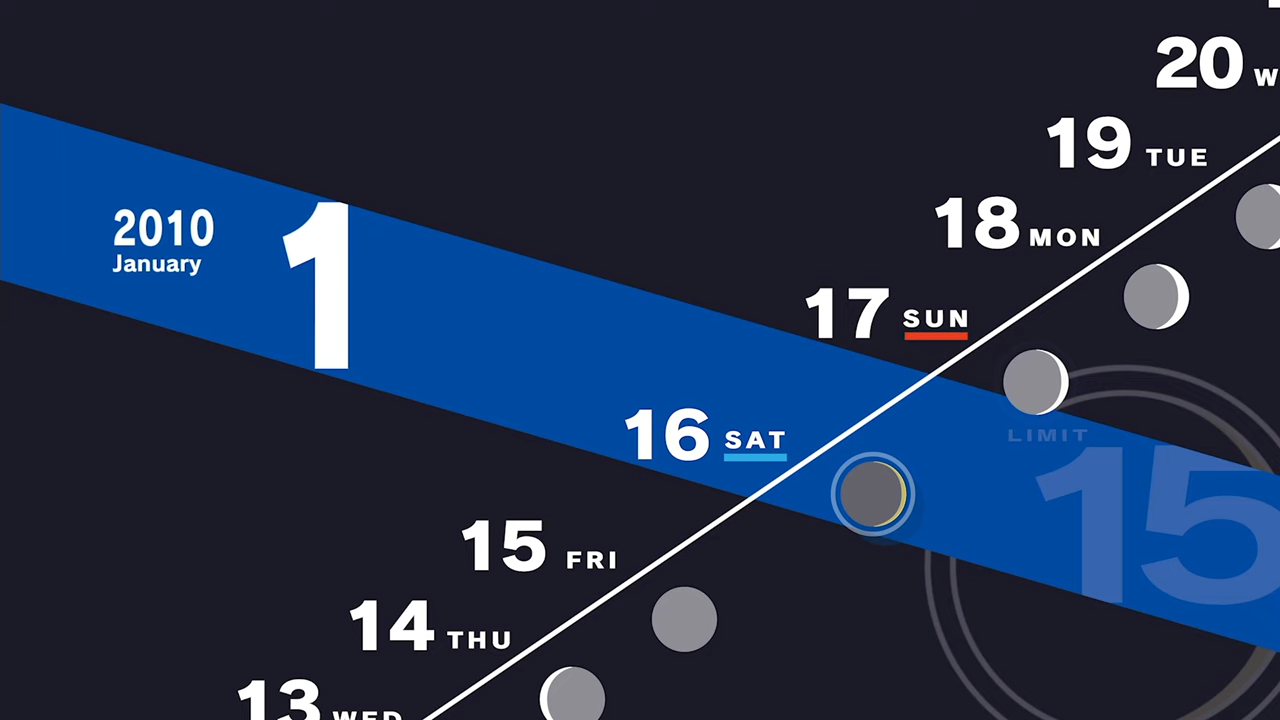 20 W
19 TUE
18 MON
17 SUN
16 SAT
15 FRI
14 THU
13 WED
2010
January
1
LIMIT
15